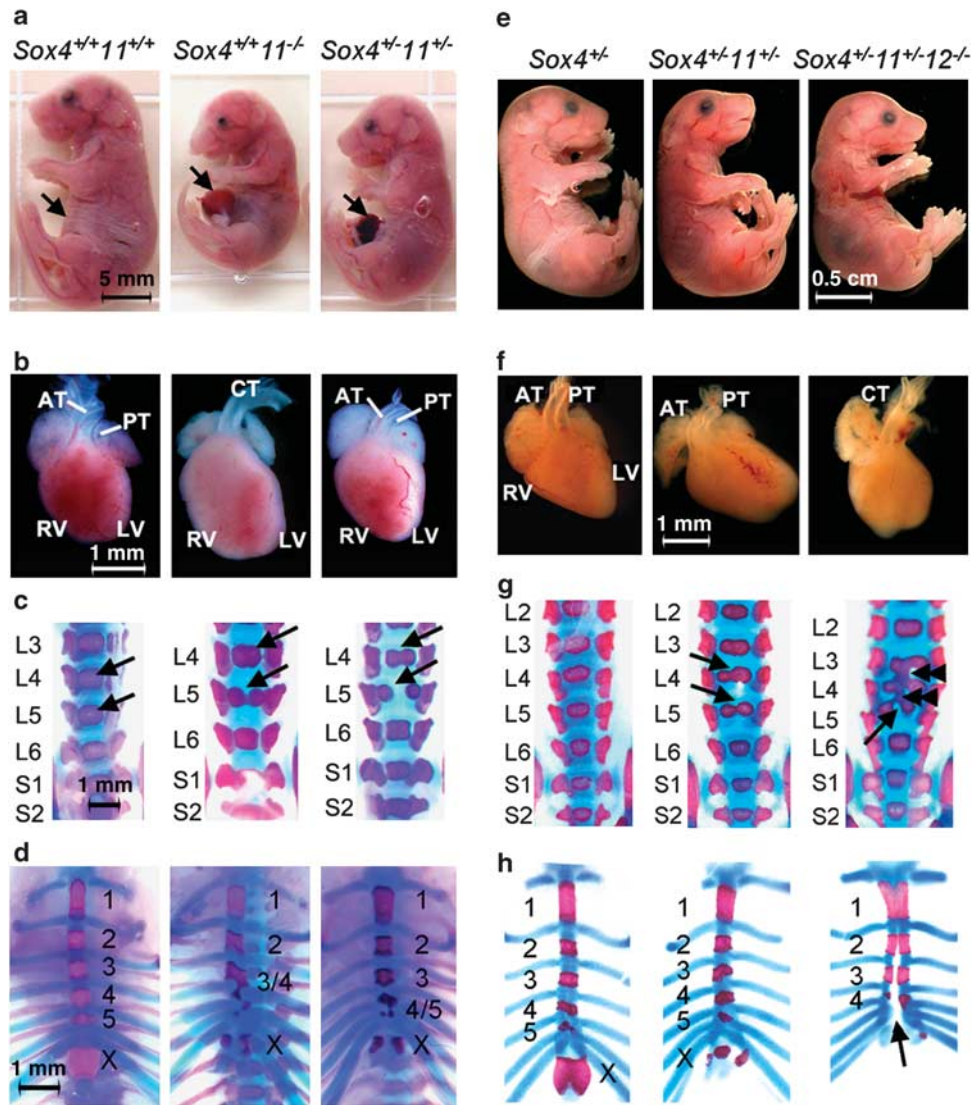 a
Sox4+/+11+/+ Sox4+/+11-/- Sox4+/-11+/-
5 mm
b
AT PT RV LV 1 mm
CT RV LV
AT PT RV LV
c
L3 L4 L5 L6 S1 S2 1 mm
L4 L5 L6 S1 S2
L4 L5 L6 S1 S2
d
1 2 3 4 5 X 1 mm
1 2 3/4 X
1 2 3 4/5 X
e
Sox4+/- Sox4+/-11+/- Sox4+/-11+/-12-/-
0.5 cm
f
AT PT RV LV
AT PT 1 mm
CT
g
L2 L3 L4 L5 L6 S1 S2
L2 L3 L4 L5 L6 S1 S2
L2 L3 L4 L5 L6 S1 S2
h
1 2 3 4 5 X
1 2 3 4 5 X
1 2 3 4